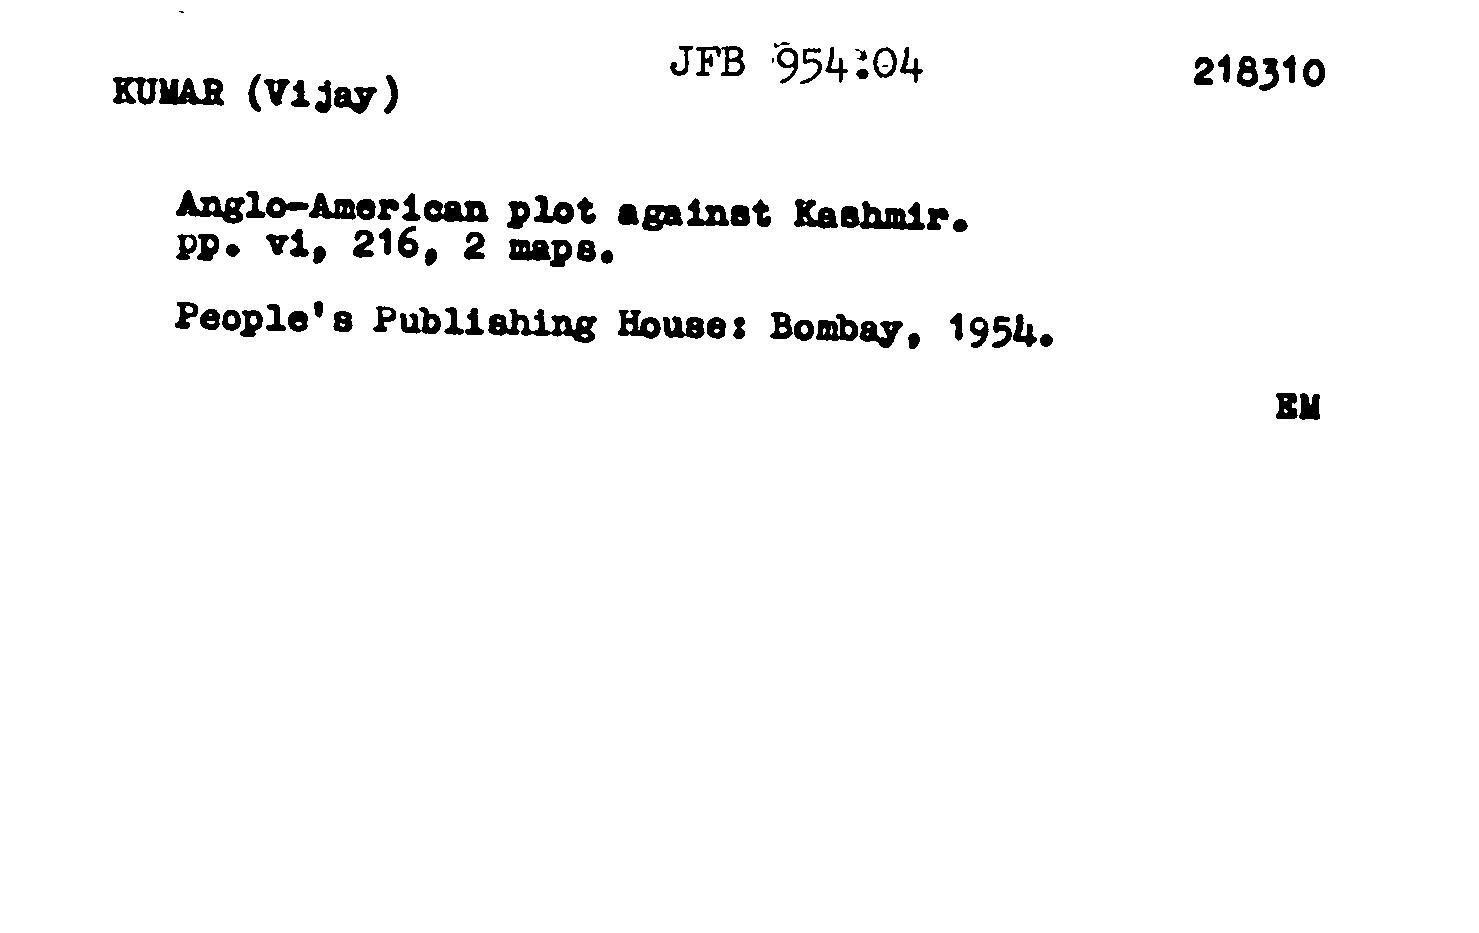 JFB 954:04
218310
KUMAR (Vijay)
Anglo-American plot against Kashmir.
pp. vi, 216, 2 maps.
People's Publishing House: Bombay, 1954.
EM